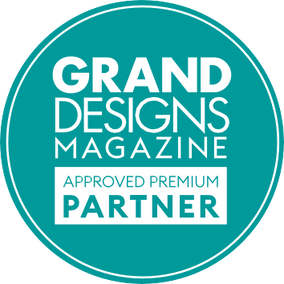 GRAND
DESIGNS
MAGAZINE
APPROVED PREMIUM
PARTNER